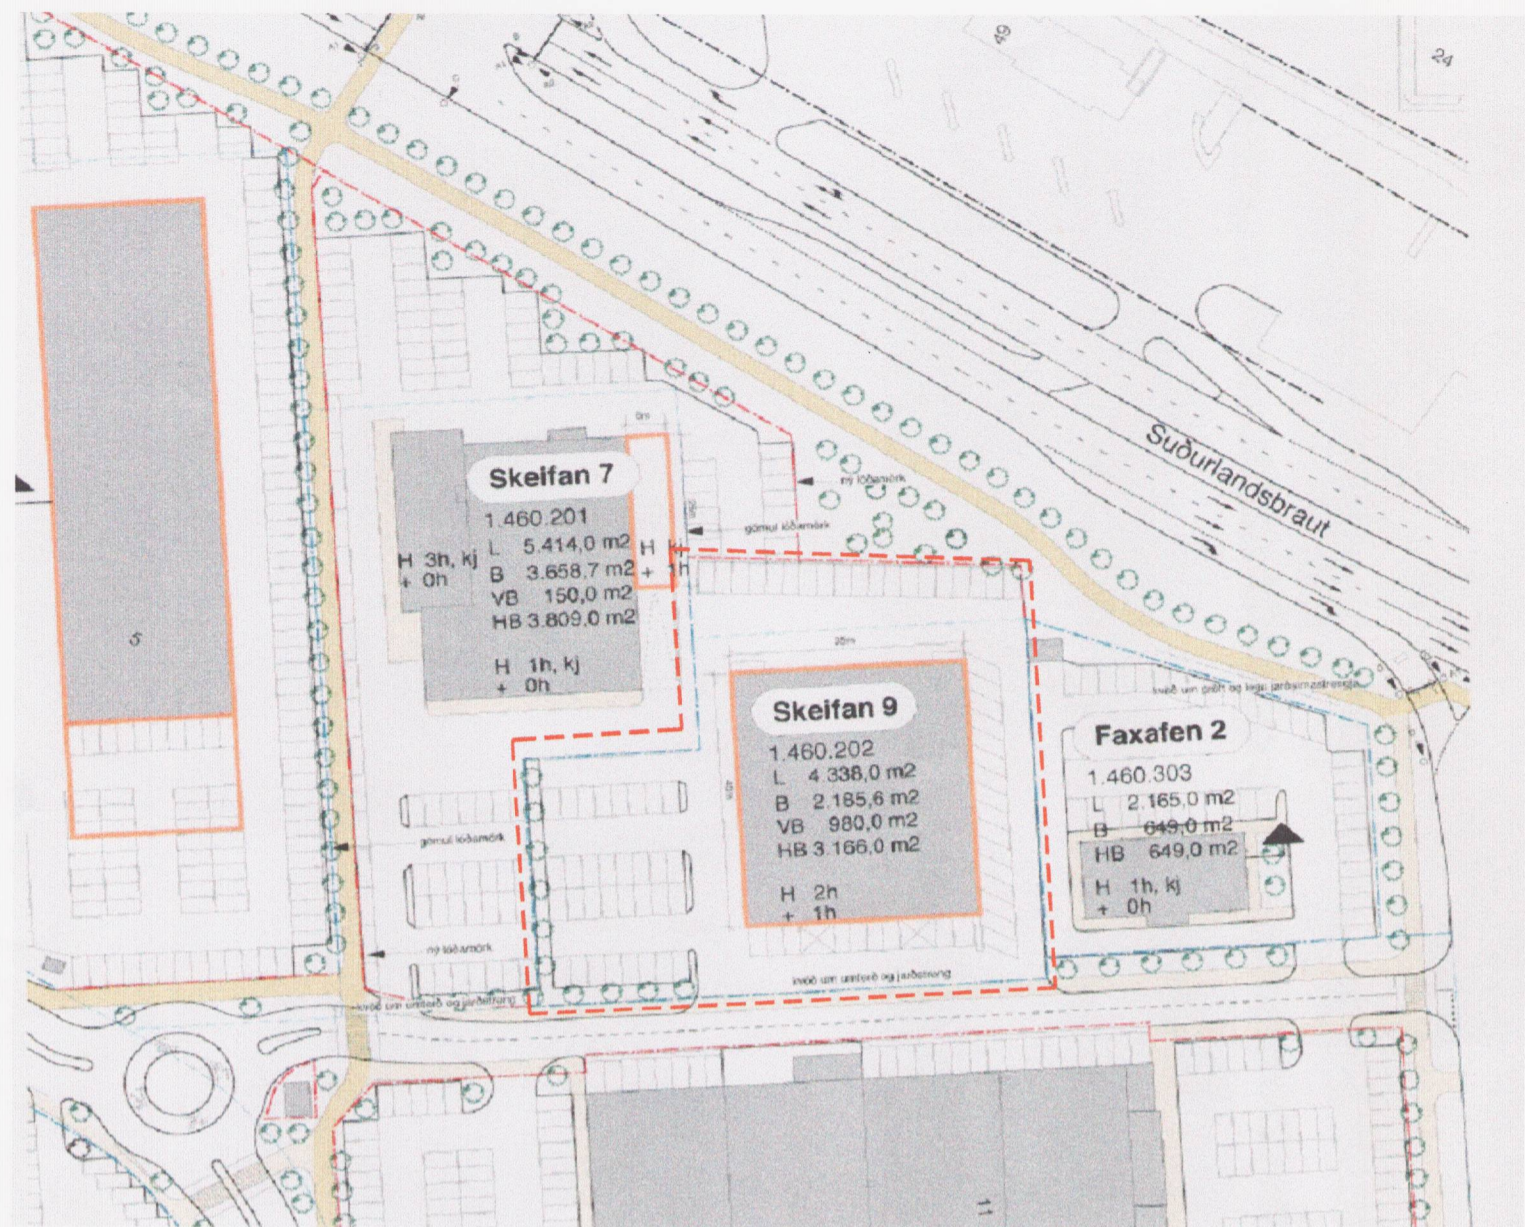 49
24
Suðurlandsbraut
5
0m
Skeifan 7
1.460.201
L 5.414,0 m2
B 3.658,7 m2
VB 150,0 m2
HB 3.809,0 m2
H 1h, kj
+ 0h
H 3h, kj
+ 0h
H kj
+ 1h
ný lóðamörk
gömul lóðamörk
Skeifan 9
1.460.202
L 4.338,0 m2
B 2.185,6 m2
VB 980,0 m2
HB 3.166,0 m2
H 2h
+ 1h
Faxafen 2
1.460.303
L 2.165,0 m2
B 649,0 m2
HB 649,0 m2
H 1h, kj
+ 0h
gömul lóðamörk
ný lóðamörk
11